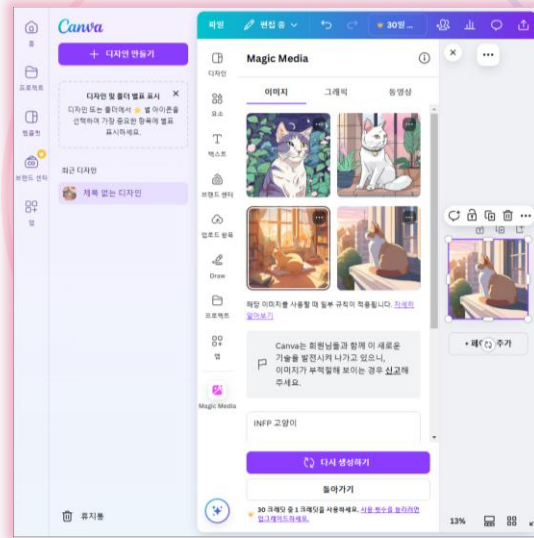 홈
프로젝트
템플릿
브랜드 센터
앱
Canva
+ 디자인 만들기
디자인 및 폴더 별표 표시
디자인 또는 폴더에서 ★ 별 아이콘을
선택하여 가장 중요한 항목에 별표
표시하세요.
최근 디자인
제목 없는 디자인
휴지통
파일
편집 중
30일 ...
디자인
요소
텍스트
브랜드 센터
업로드 항목
Draw
프로젝트
앱
Magic Media
Magic Media
이미지
그래픽
동영상
해당 이미지를 사용할 때 일부 규칙이 적용됩니다. 자세히
알아보기
Canva는 회원님들과 함께 이 새로운
기술을 발전시켜 나가고 있으니,
이미지가 부적절해 보이는 경우 신고해
주세요.
INFP 고양이
다시 생성하기
돌아가기
30 크레딧 중 1 크레딧을 사용하세요. 사용 횟수를 늘리려면
업그레이드하세요.
추가
13%